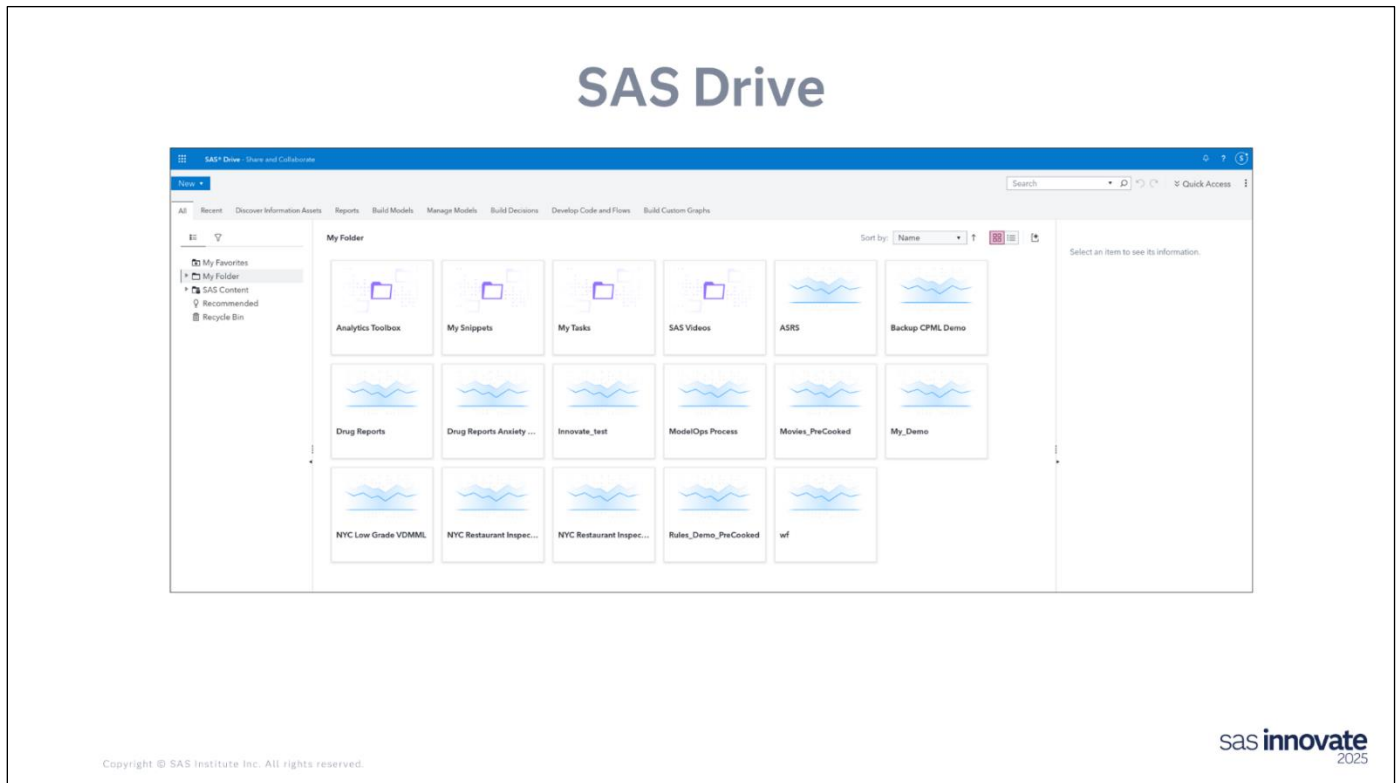 SAS Drive
SAS® Drive - Share and Collaborate
New
Search
Quick Access
All Recent Discover Information Assets Reports Build Models Manage Models Build Decisions Develop Code and Flows Build Custom Graphs
My Folder
Sort by: Name
Select an item to see its information.
My Favorites
My Folder
SAS Content
Recommended
Recycle Bin
Analytics Toolbox My Snippets My Tasks SAS Videos ASRS Backup CPML Demo
Drug Reports Drug Reports Anxiety ... Innovate_test ModelOps Process Movies_PreCooked My_Demo
NYC Low Grade VDMML NYC Restaurant Inspec... NYC Restaurant Inspec... Rules_Demo_PreCooked wf
sas innovate
2025
Copyright © SAS Institute Inc. All rights reserved.